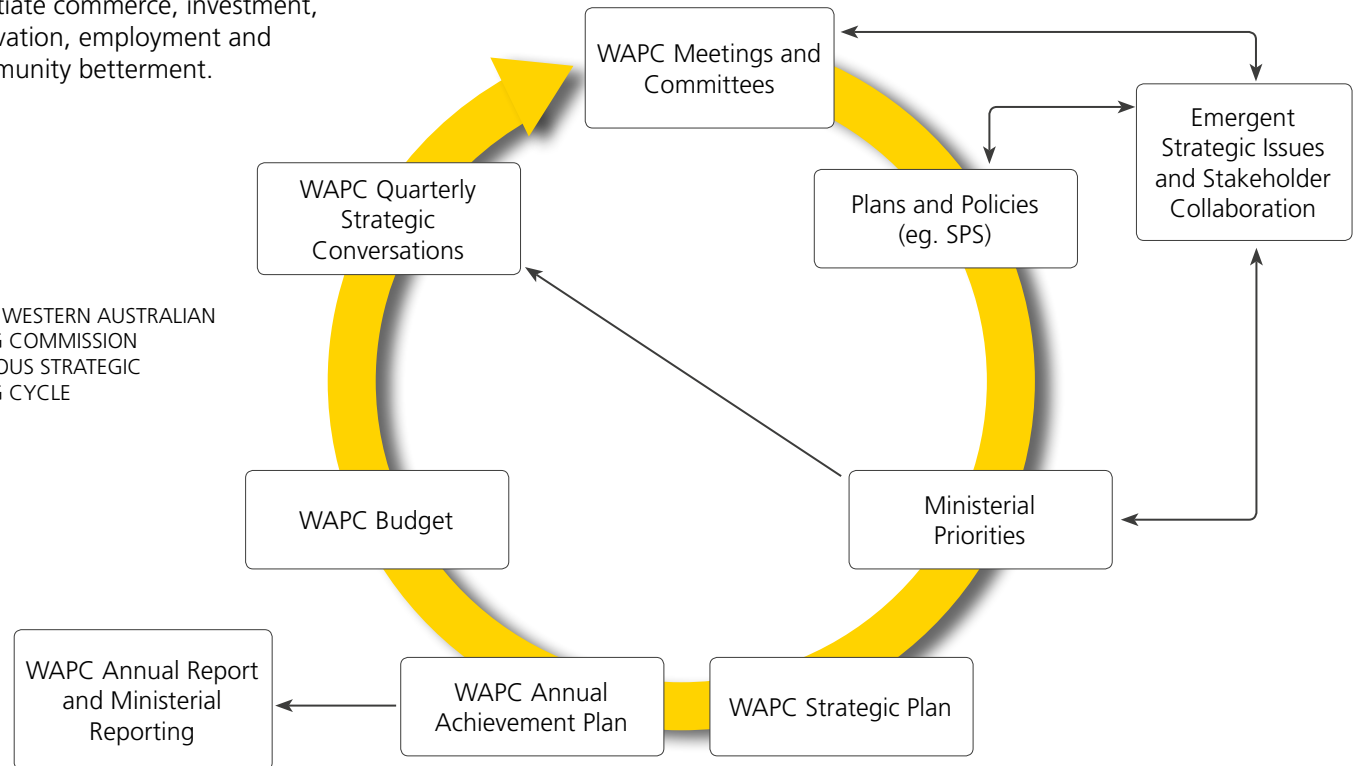 tiate commerce, investment,
vation, employment and
munity betterment.
WAPC Meetings and
Committees
Emergent
Strategic Issues
and Stakeholder
Collaboration
WAPC Quarterly
Strategic
Conversations
Plans and Policies
(eg. SPS)
WESTERN AUSTRALIAN
G COMMISSION
OUS STRATEGIC
G CYCLE
WAPC Budget
Ministerial
Priorities
WAPC Annual Report
and Ministerial
Reporting
WAPC Annual
Achievement Plan
WAPC Strategic Plan